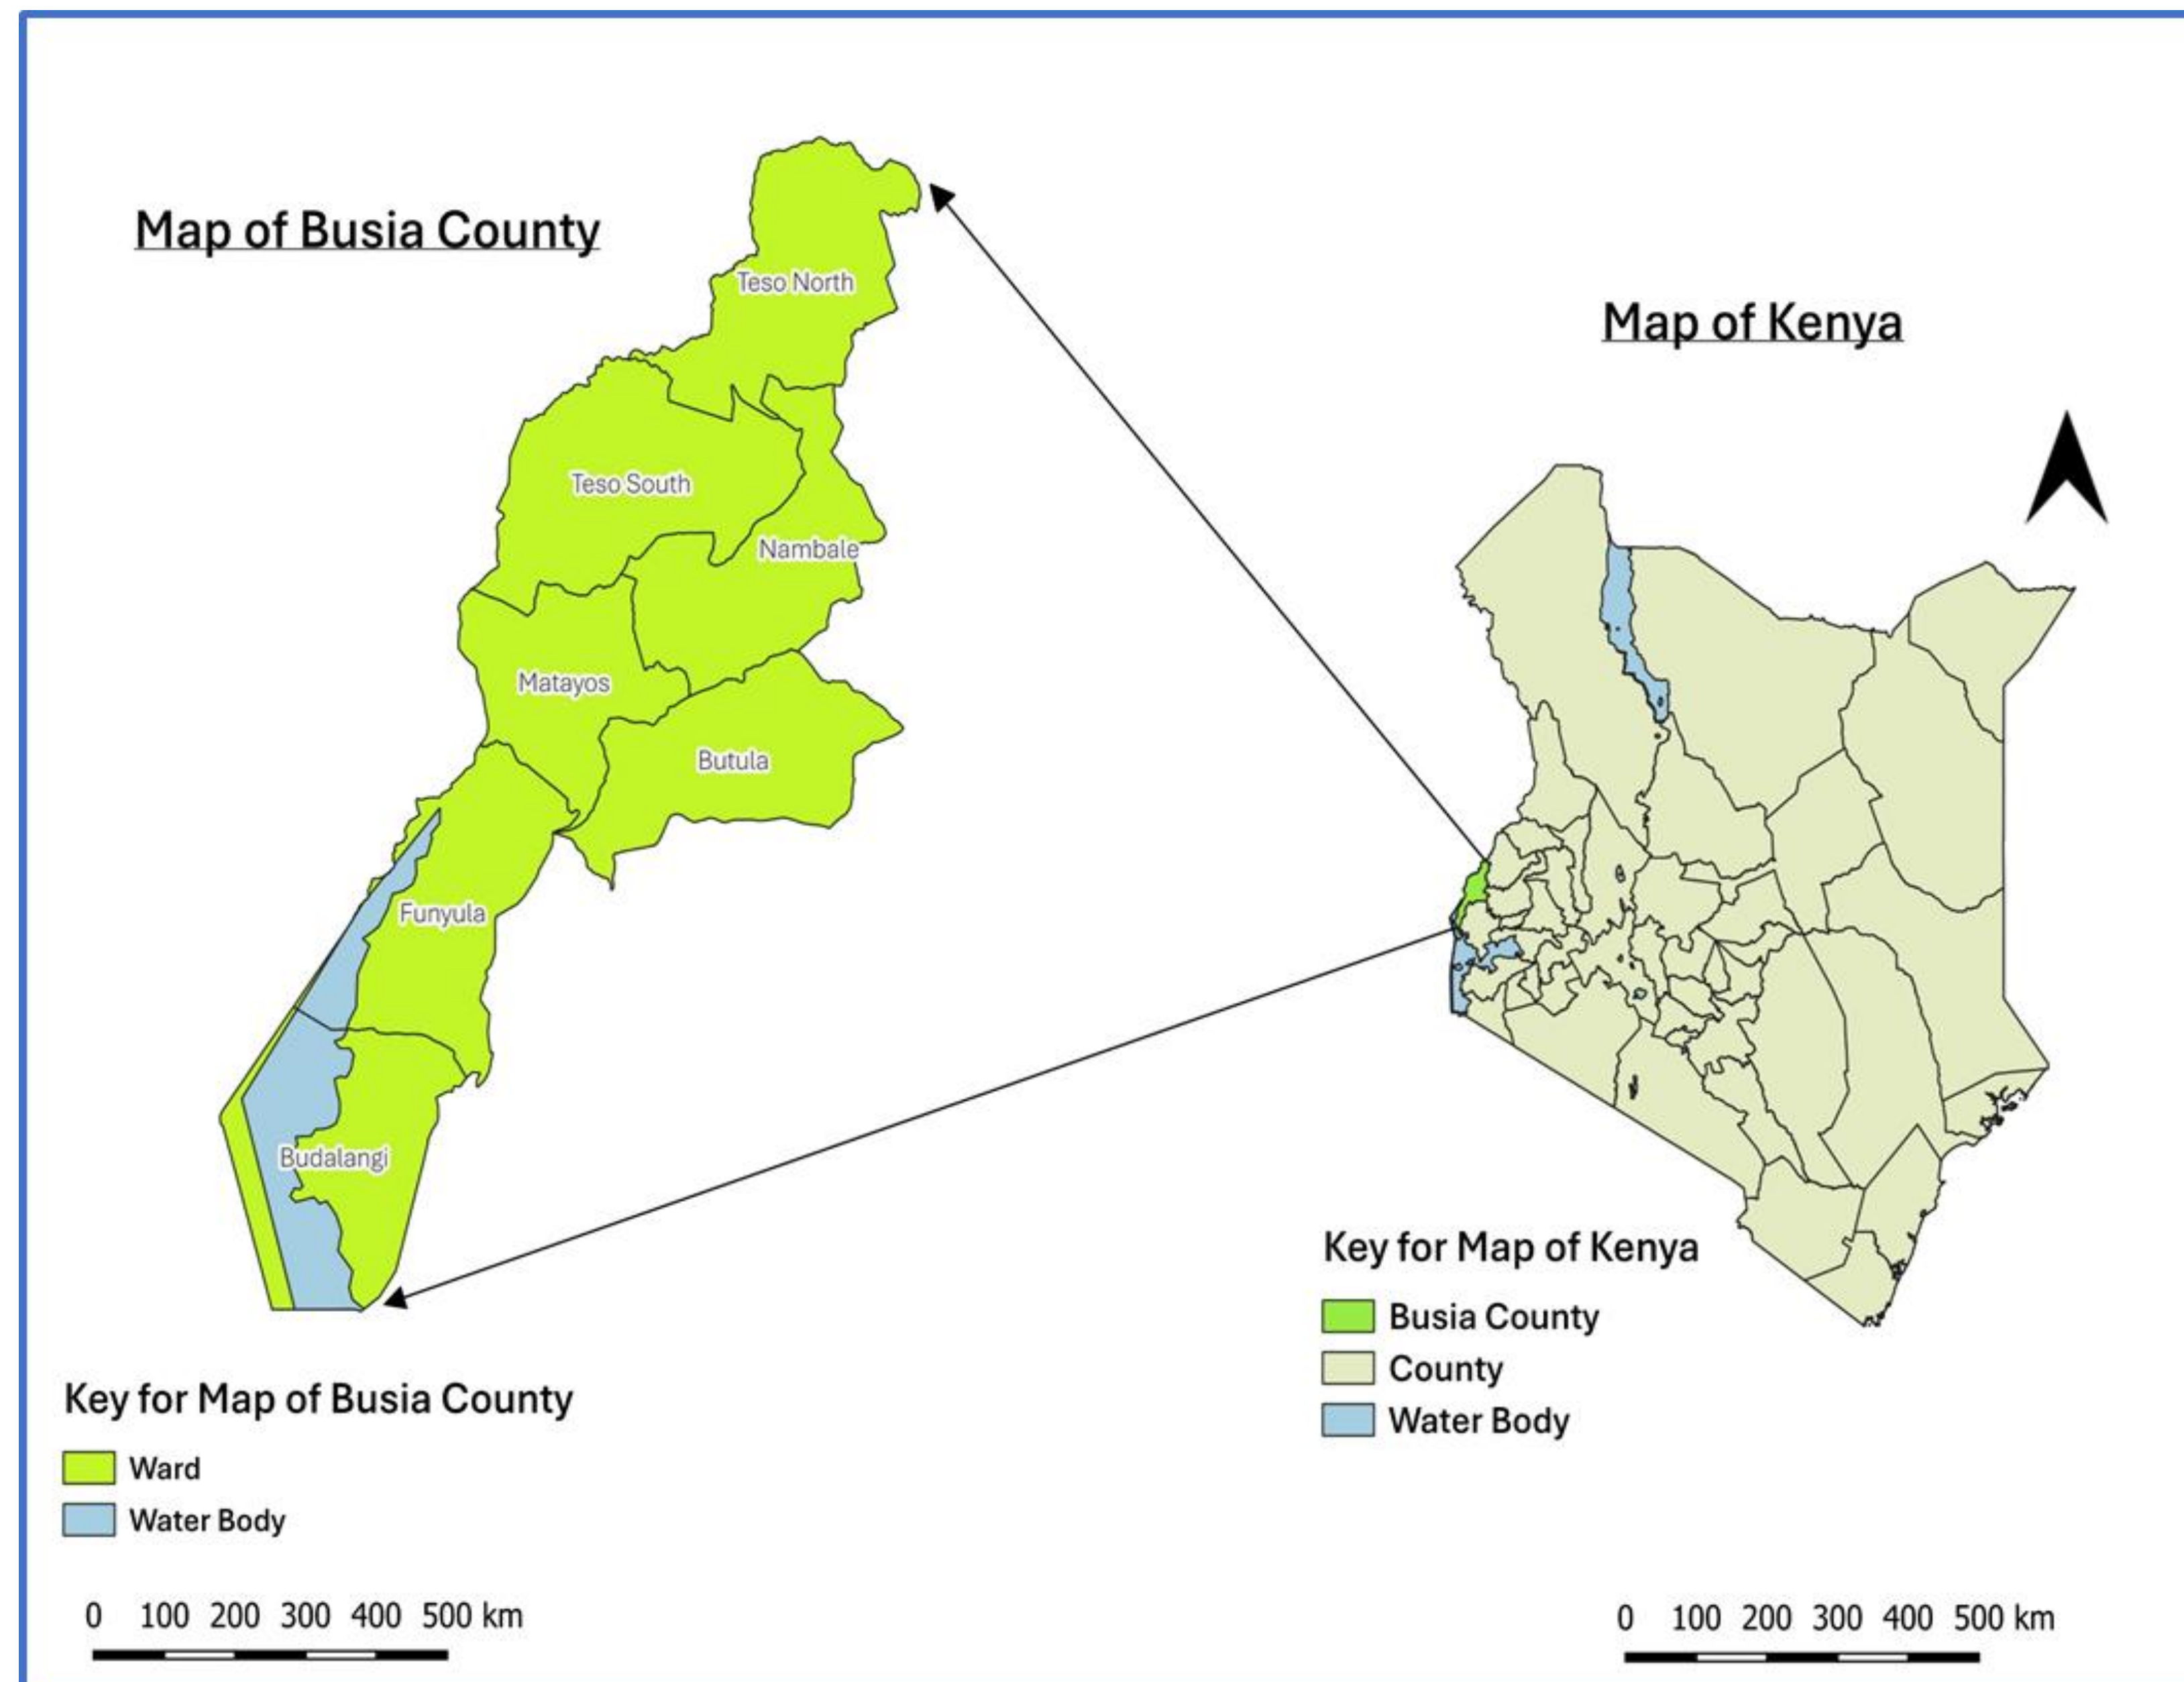 Map of Busia County
Teso North
Teso South
Nambale
Matayos
Butula
Funyula
Budalangi
Key for Map of Busia County
Ward
Water Body
0 100 200 300 400 500 km
Map of Kenya
Key for Map of Kenya
Busia County
County
Water Body
0 100 200 300 400 500 km